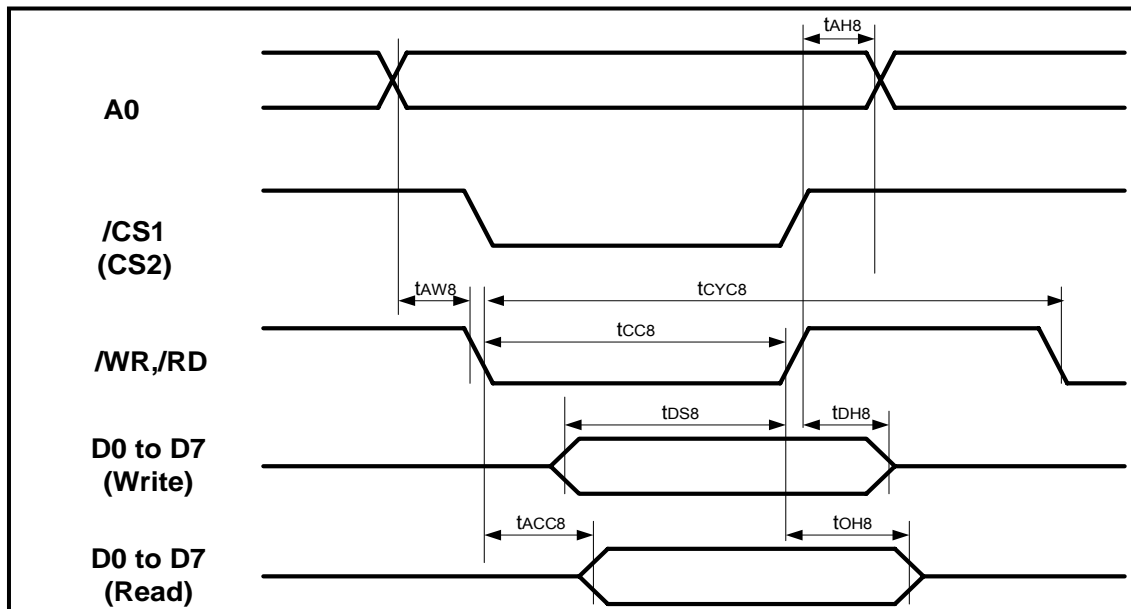 tAH8
A0
/CS1
(CS2)
tAW8
tCYC8
tCC8
/WR,/RD
tDS8
tDH8
D0 to D7
(Write)
tACC8
tOH8
D0 to D7
(Read)